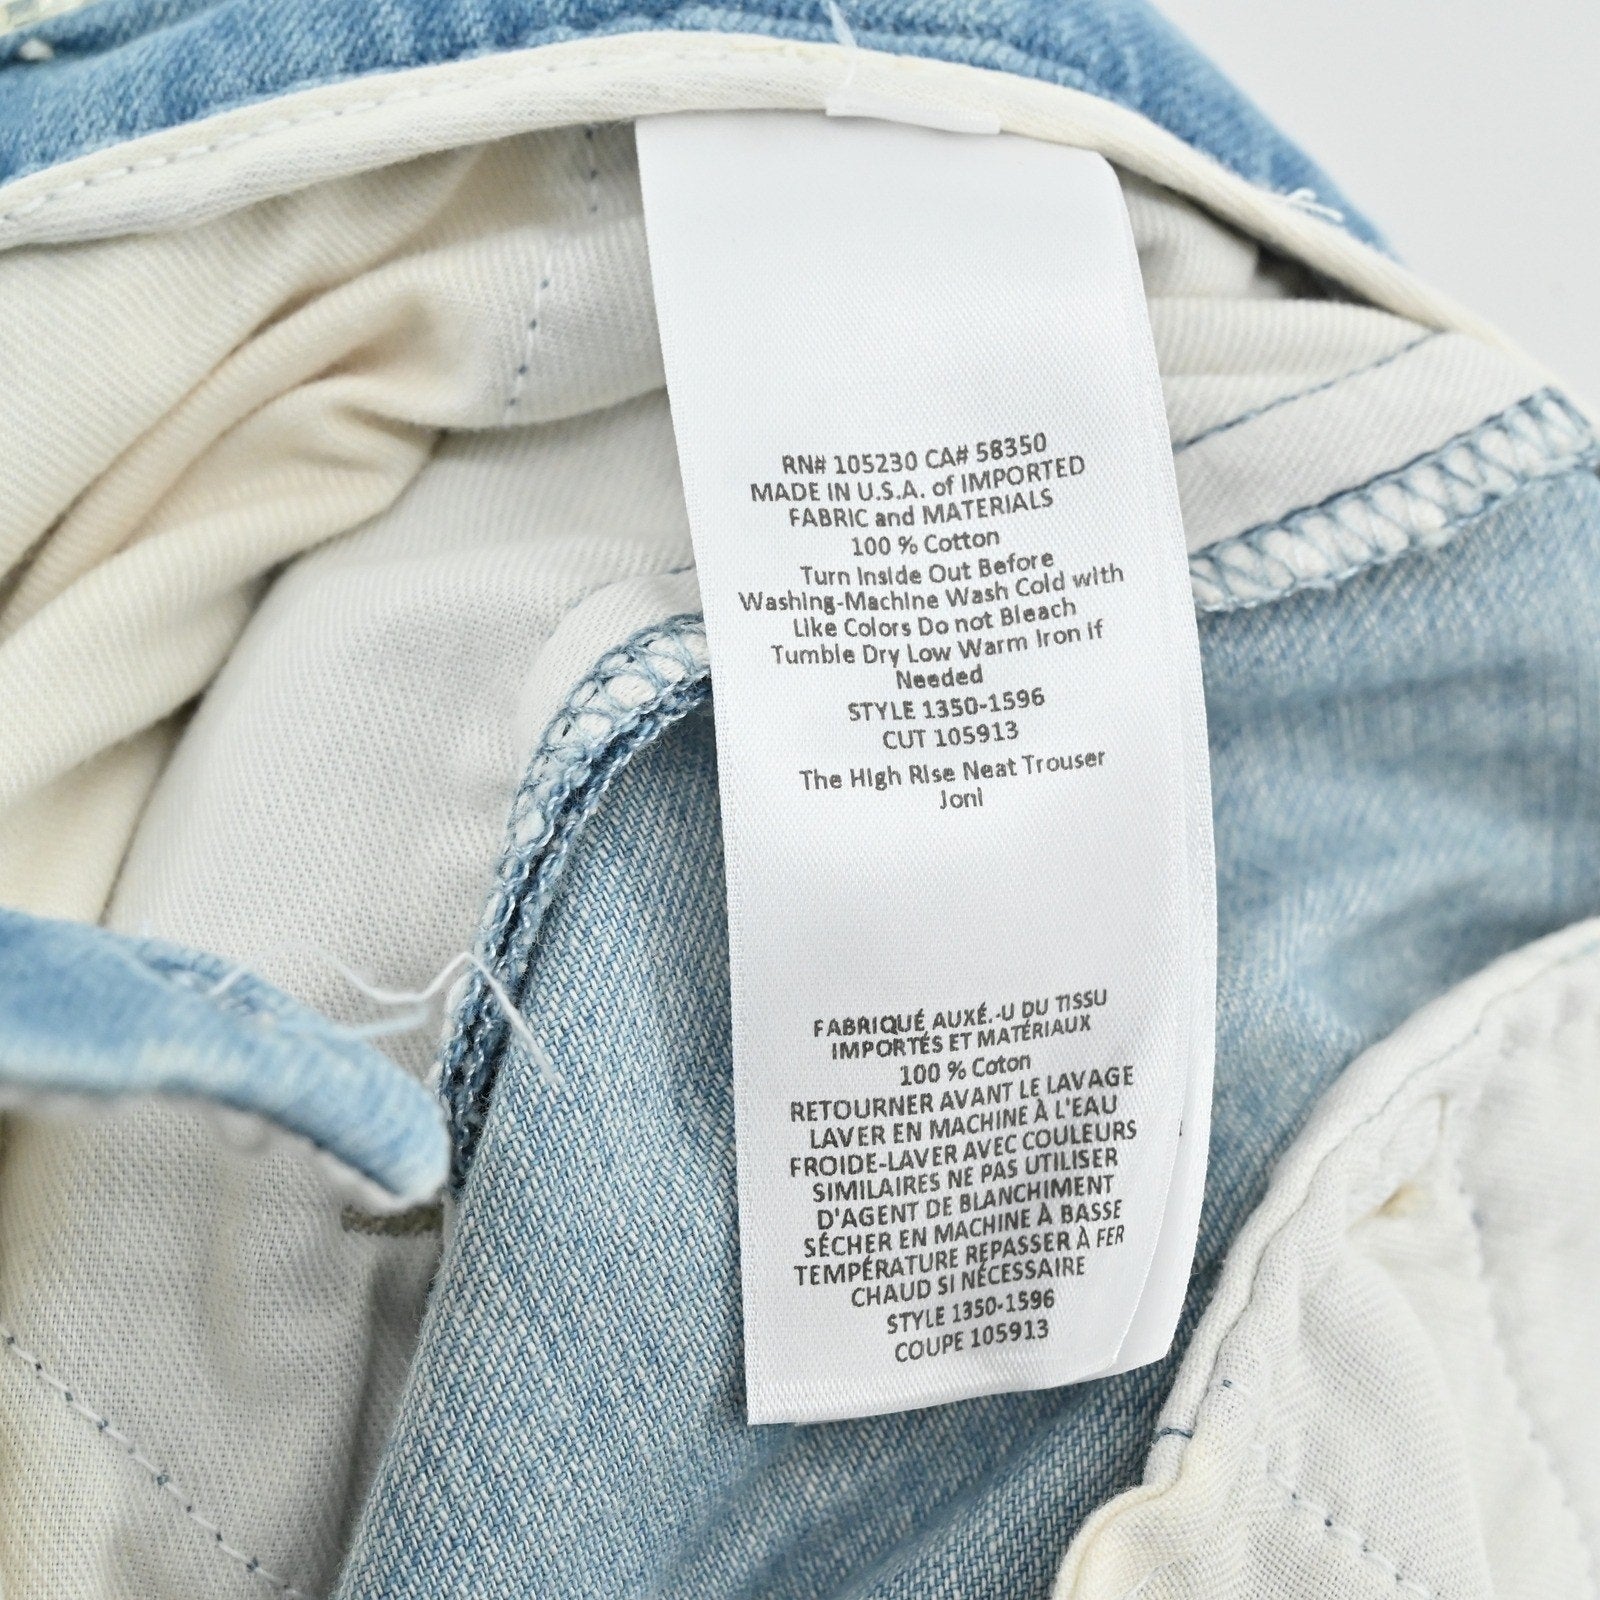 RN# 105230 CA# 58350
MADE IN U.S.A. of IMPORTED
FABRIC and MATERIALS
100 % Cotton
Turn Inside Out Before
Washing-Machine Wash Cold with
Like Colors Do not Bleach
Tumble Dry Low Warm Iron if
Needed
STYLE 1350-1596
CUT 105913
The High Rise Neat Trouser
Joni
FABRIQUÉ AUXÉ.-U DU TISSU
IMPORTÉS ET MATÉRIAUX
100 % Coton
RETOURNER AVANT LE LAVAGE
LAVER EN MACHINE À L'EAU
FROIDE-LAVER AVEC COULEURS
SIMILAIRES NE PAS UTILISER
D'AGENT DE BLANCHIMENT
SÉCHER EN MACHINE À BASSE
TEMPÉRATURE REPASSER À FER
CHAUD SI NÉCESSAIRE
STYLE 1350-1596
COUPE 105913